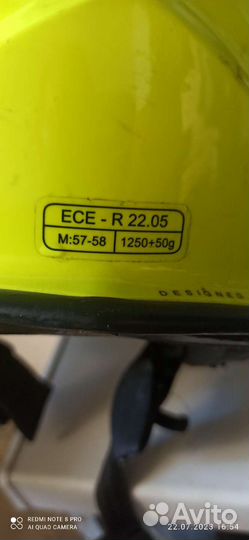 ECE - R 22.05
M:57-58 1250+50g
DESIGNED
REDMI NOTE 8 PRO
AI QUAD CAMERA
Avito
22.07.2023 16:54